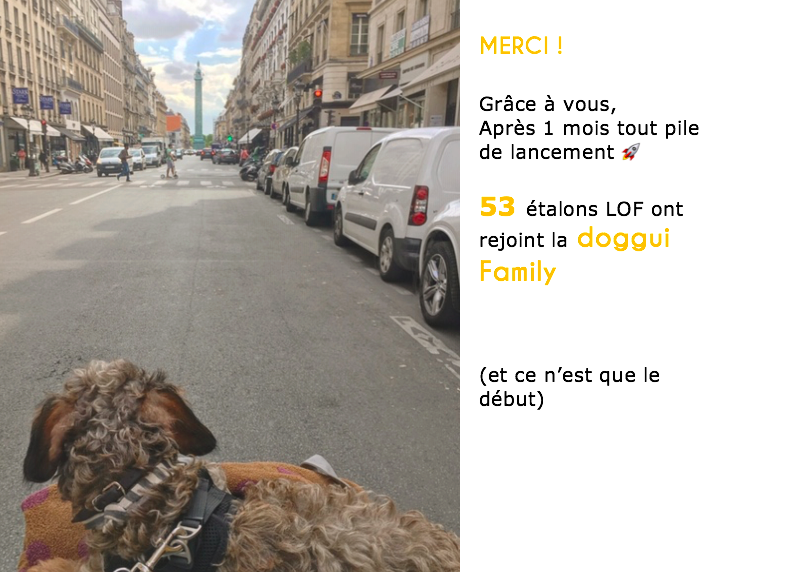 MERCI !
Grâce à vous,
Après 1 mois tout pile
de lancement 🚀
53 étalons LOF ont
rejoint la doggui
Family
(et ce n’est que le
début)